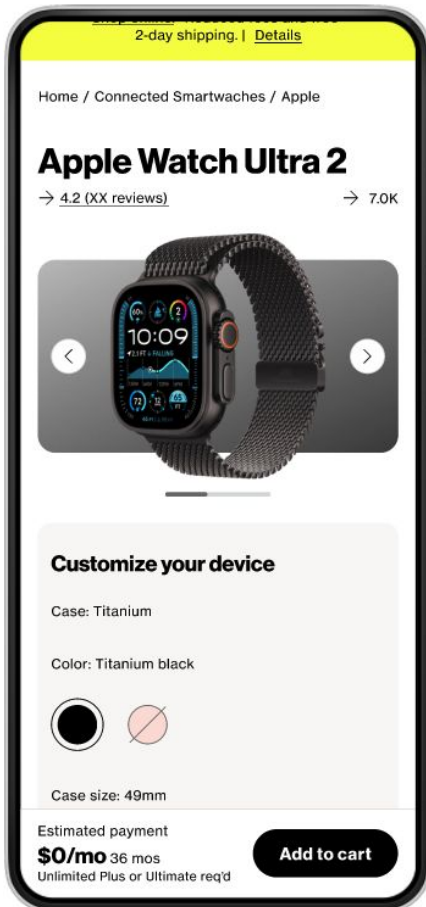 2-day shipping. | Details
Home / Connected Smartwaches / Apple
Apple Watch Ultra 2
→ 4.2 (XX reviews)
→ 7.0K
10:09
Customize your device
Case: Titanium
Color: Titanium black
Case size: 49mm
Estimated payment
$0/mo 36 mos
Unlimited Plus or Ultimate req'd
Add to cart